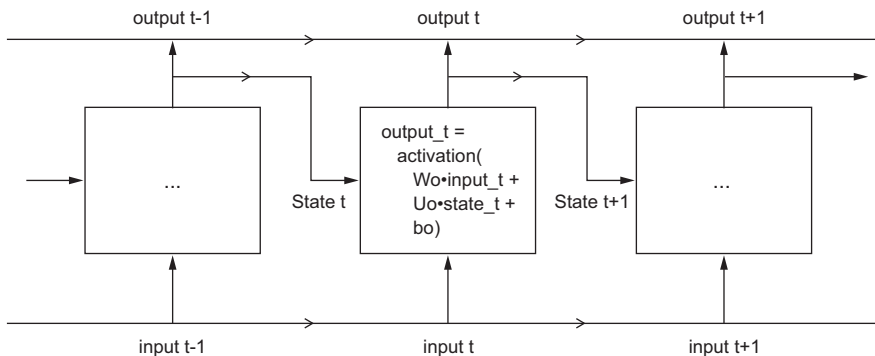 output t-1
output t
output t+1
...
output_t =
activation(
Wo•input_t +
Uo•state_t +
bo)
...
State t
State t+1
input t-1
input t
input t+1